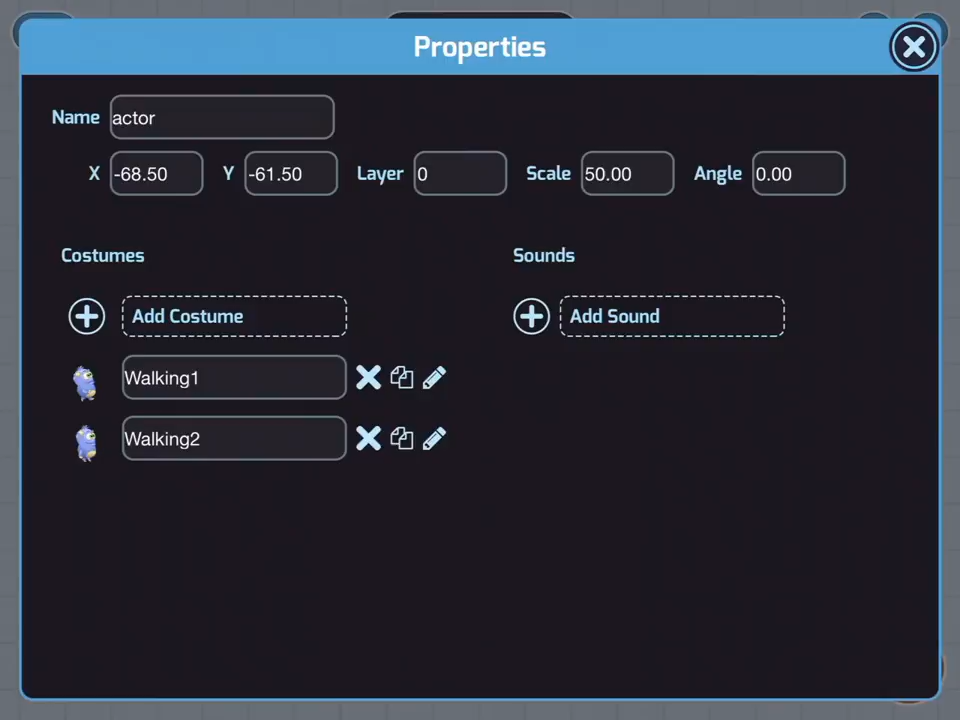 Properties
Name actor
X -68.50 Y -61.50 Layer 0 Scale 50.00 Angle 0.00
Costumes Sounds
Add Costume Add Sound
Walking1
Walking2